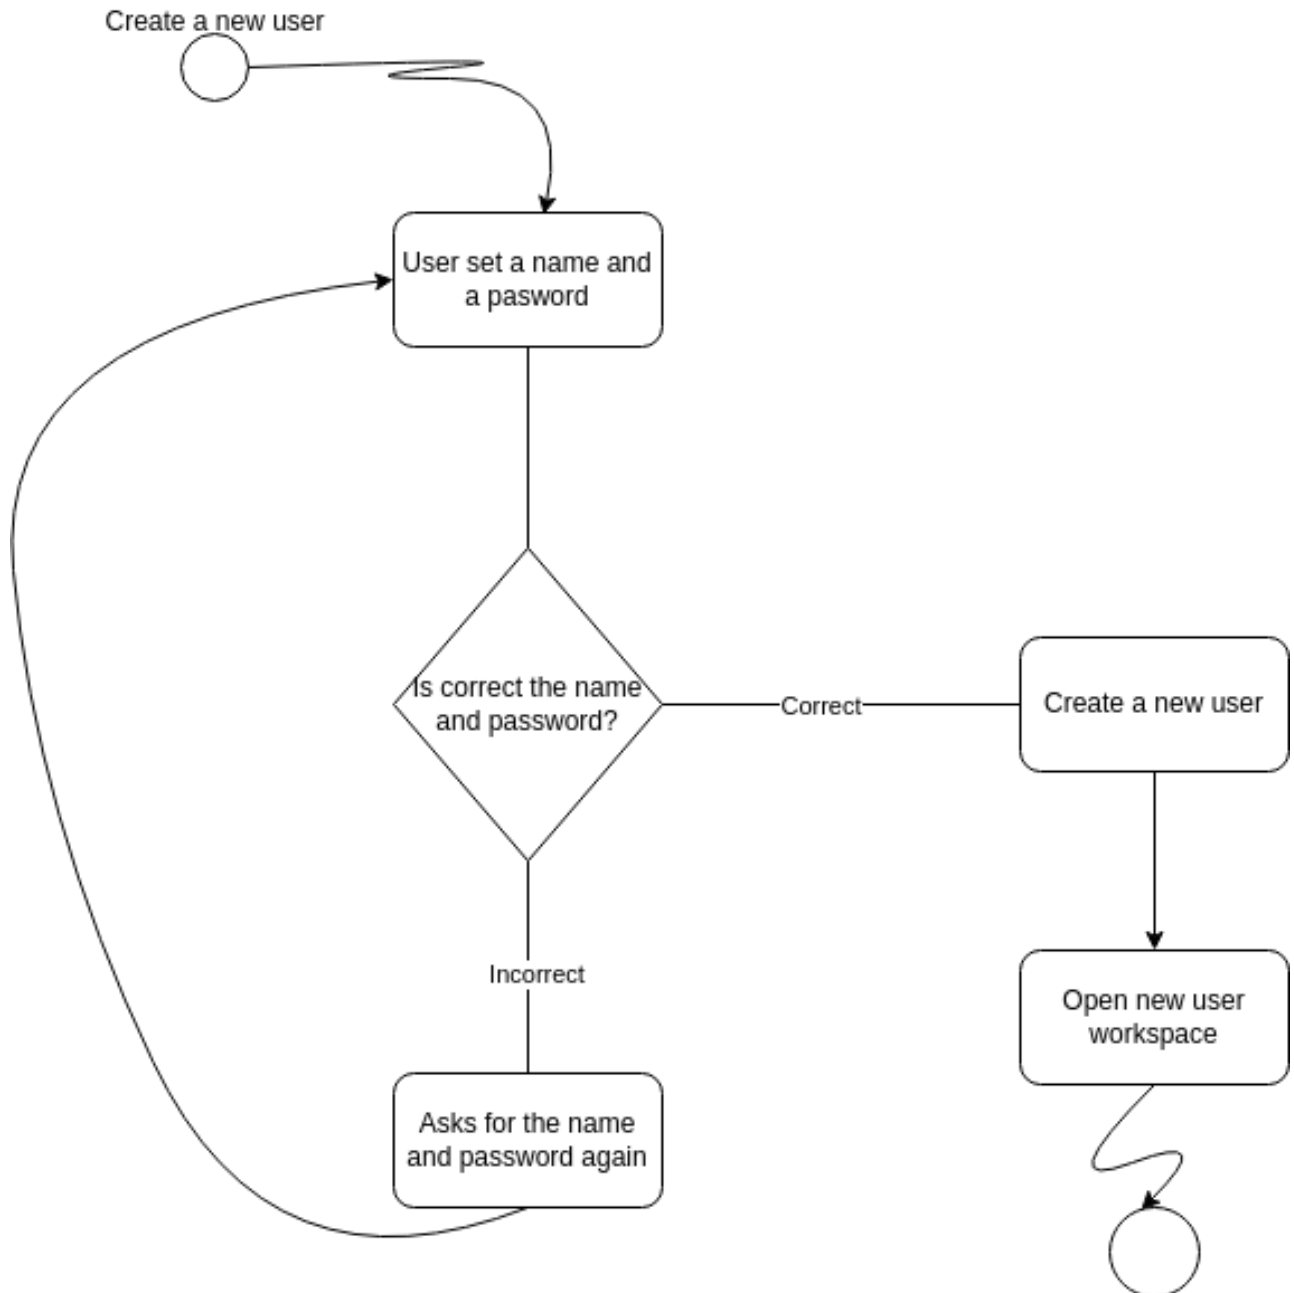 Create a new user
User set a name and
a pasword
Is correct the name
and password?
Correct
Create a new user
Incorrect
Open new user
workspace
Asks for the name
and password again